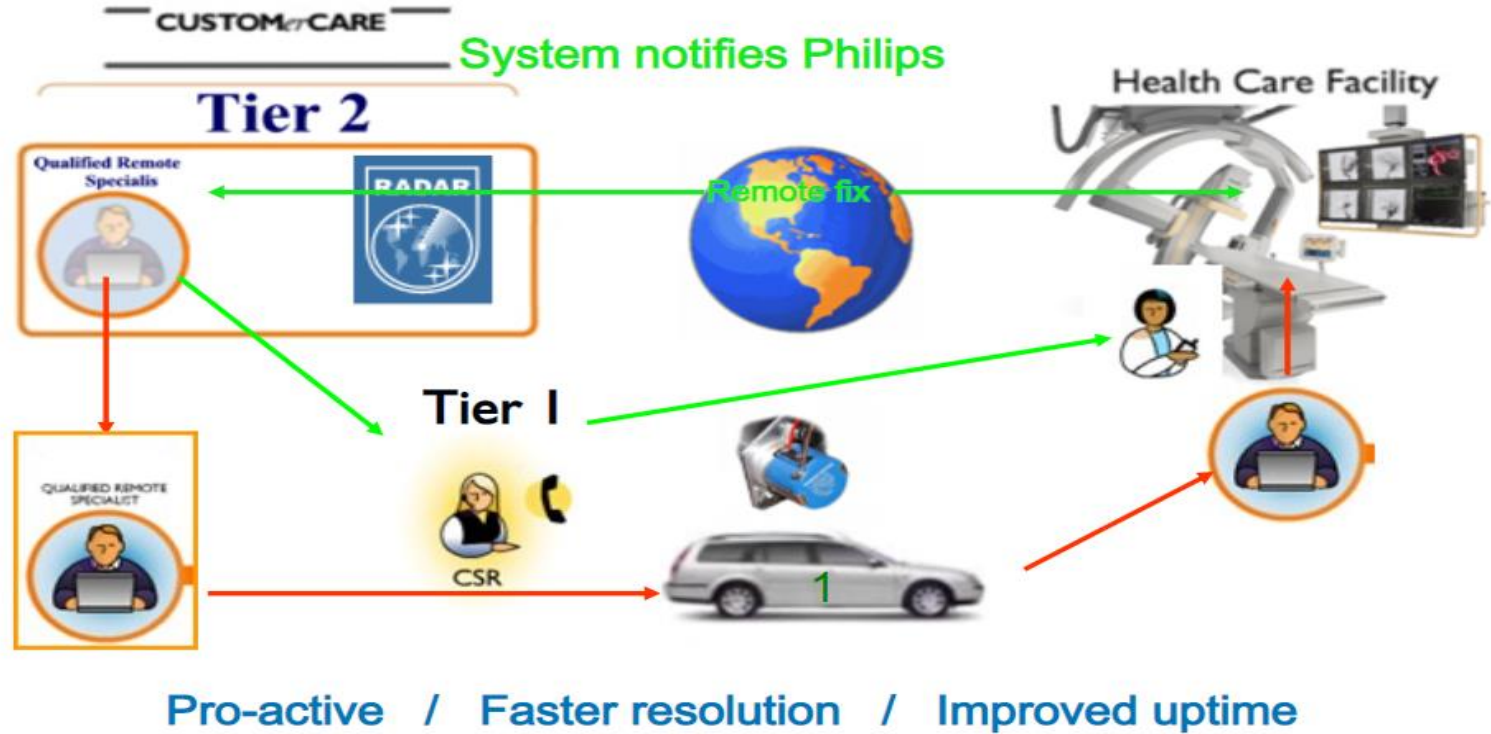 CUSTOMerCARE
System notifies Philips
Health Care Facility
Tier 2
Qualified Remote
Specialis
RADAR
Remote fix
Tier 1
QUALIFIED REMOTE
SPECIALIST
CSR
1
Pro-active / Faster resolution / Improved uptime